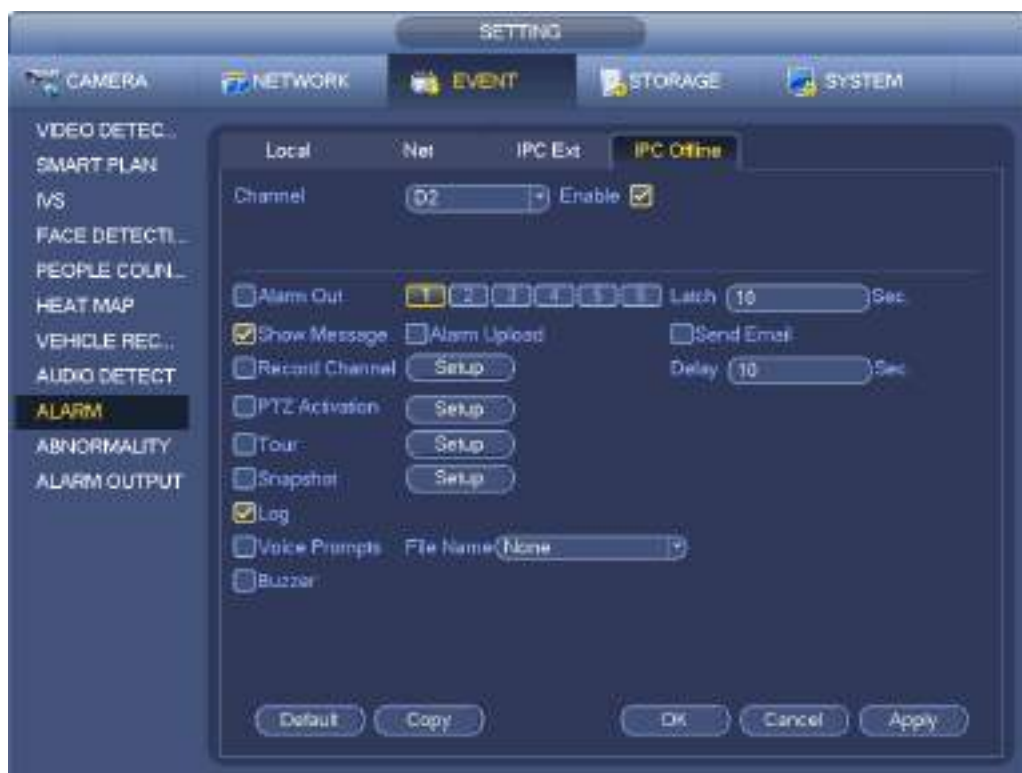 SETTING
CAMERA NETWORK EVENT STORAGE SYSTEM
VIDEO DETEC...
SMART PLAN
IVS
FACE DETECTI...
PEOPLE COUN...
HEAT MAP
VEHICLE REC...
AUDIO DETECT
ALARM
ABNORMALITY
ALARM OUTPUT
Local Net IPC Ext IPC Offline
Channel D2 Enable
Alarm Out 1 2 3 4 5 6 Latch 10 Sec.
Show Message Alarm Upload Send Email
Record Channel Setup Delay 10 Sec.
PTZ Activation Setup
Tour Setup
Snapshot Setup
Log
Voice Prompts File Name None
Buzzer
Default Copy OK Cancel Apply